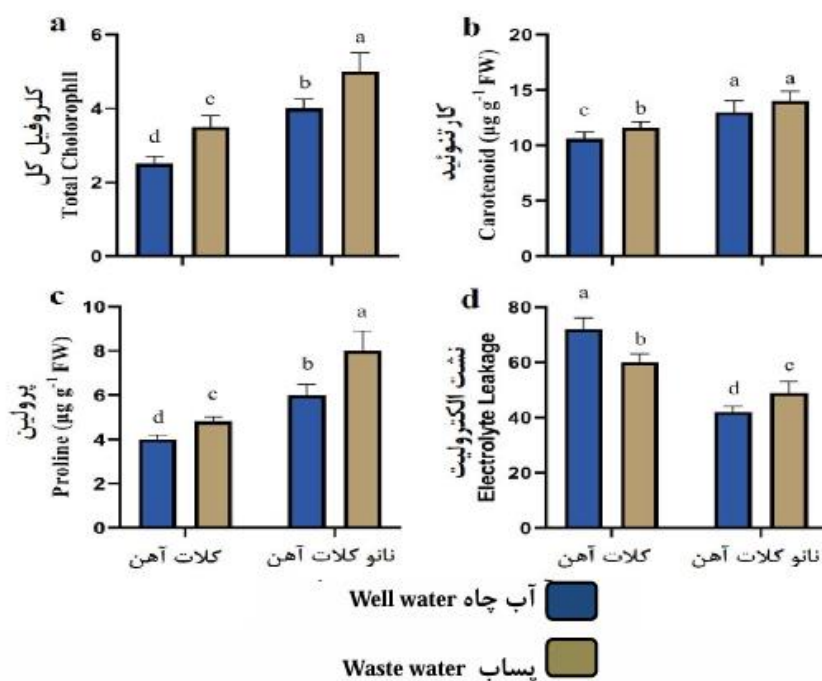 a
کلروفیل کل
Total Cholorophll
6
4
2
0
d
c
b
a
b
کارتنوئید
Carotenoid (µg g⁻¹ FW)
20
15
10
5
0
c
b
a
a
c
پرولین
Proline (µg g⁻¹ FW)
10
8
6
4
2
0
d
c
b
a
کلات آهن
نانو کلات آهن
d
نشت الکترولیت
Electrolyte Leakage
80
60
40
20
0
a
b
d
c
کلات آهن
نانو کلات آهن
آب چاه Well water
پساب Waste water